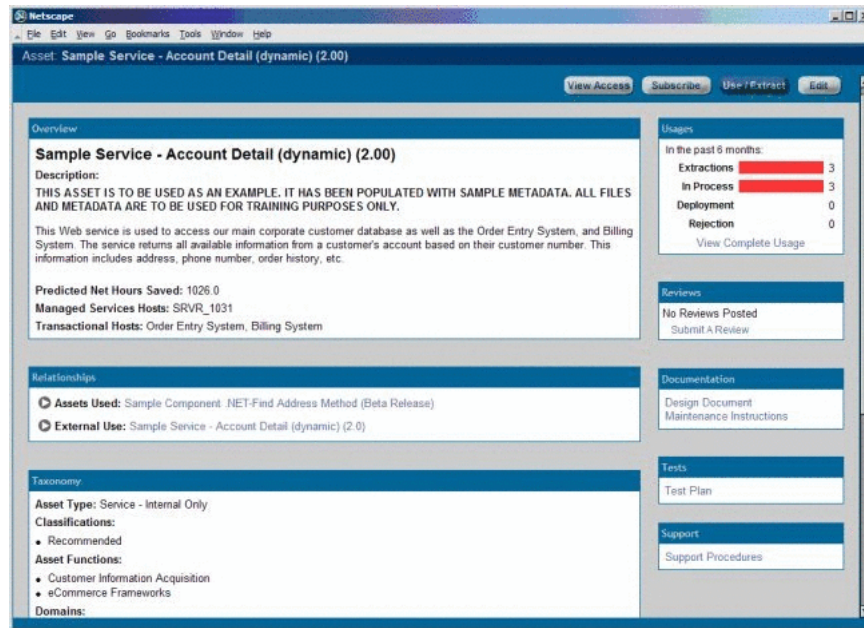 Netscape
File Edit View Go Bookmarks Tools Window Help
Asset: Sample Service - Account Detail (dynamic) (2.00)
View Access Subscribe Use / Extract Edit
Overview
Sample Service - Account Detail (dynamic) (2.00)
Description:
THIS ASSET IS TO BE USED AS AN EXAMPLE. IT HAS BEEN POPULATED WITH SAMPLE METADATA. ALL FILES
AND METADATA ARE TO BE USED FOR TRAINING PURPOSES ONLY.
This Web service is used to access our main corporate customer database as well as the Order Entry System, and Billing
System. The service returns all available information from a customer's account based on their customer number. This
information includes address, phone number, order history, etc.
Predicted Net Hours Saved: 1026.0
Managed Services Hosts: SRVR_1031
Transactional Hosts: Order Entry System, Billing System
Relationships
Assets Used: Sample Component .NET-Find Address Method (Beta Release)
External Use: Sample Service - Account Detail (dynamic) (2.0)
Taxonomy
Asset Type: Service - Internal Only
Classifications:
• Recommended
Asset Functions:
• Customer Information Acquisition
• eCommerce Frameworks
Domains:
Usages
In the past 6 months:
Extractions 3
In Process 3
Deployment 0
Rejection 0
View Complete Usage
Reviews
No Reviews Posted
Submit A Review
Documentation
Design Document
Maintenance Instructions
Tests
Test Plan
Support
Support Procedures